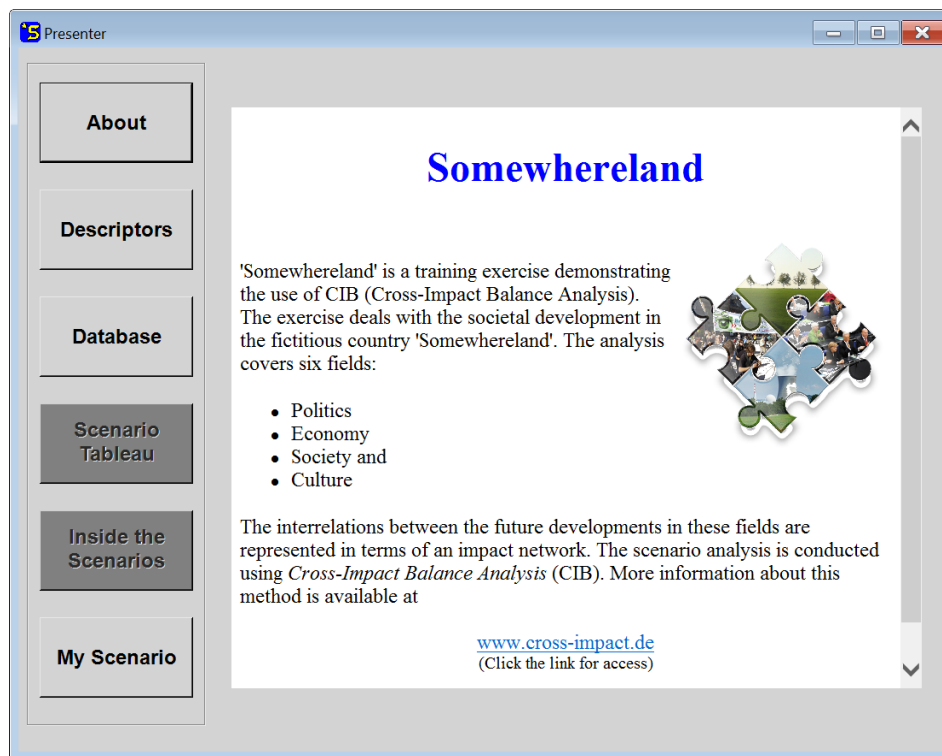 Presenter
About
Descriptors
Database
Scenario
Tableau
Inside the
Scenarios
My Scenario
Somewhereland
'Somewhereland' is a training exercise demonstrating
the use of CIB (Cross-Impact Balance Analysis).
The exercise deals with the societal development in
the fictitious country 'Somewhereland'. The analysis
covers six fields:
• Politics
• Economy
• Society and
• Culture
The interrelations between the future developments in these fields are
represented in terms of an impact network. The scenario analysis is conducted
using Cross-Impact Balance Analysis (CIB). More information about this
method is available at
www.cross-impact.de
(Click the link for access)